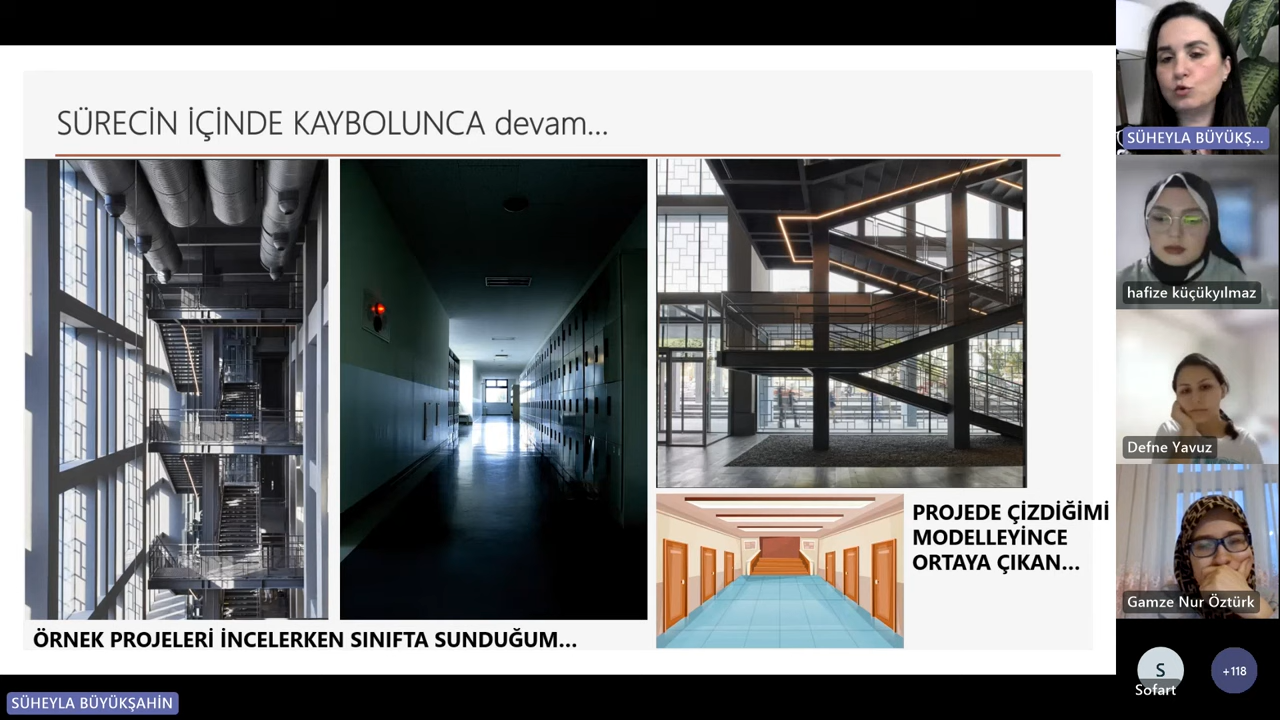 SÜRECİN İÇİNDE KAYBOLUNCA devam...
PROJEDE ÇİZDİĞİMİ
MODELLEYİNCE
ORTAYA ÇIKAN...
ÖRNEK PROJELERİ İNCELERKEN SINIFTA SUNDUĞUM...
SÜHEYLA BÜYÜKŞ...
hafize küçükyılmaz
Defne Yavuz
Gamze Nur Öztürk
S
Sofart
+118
SÜHEYLA BÜYÜKŞAHİN